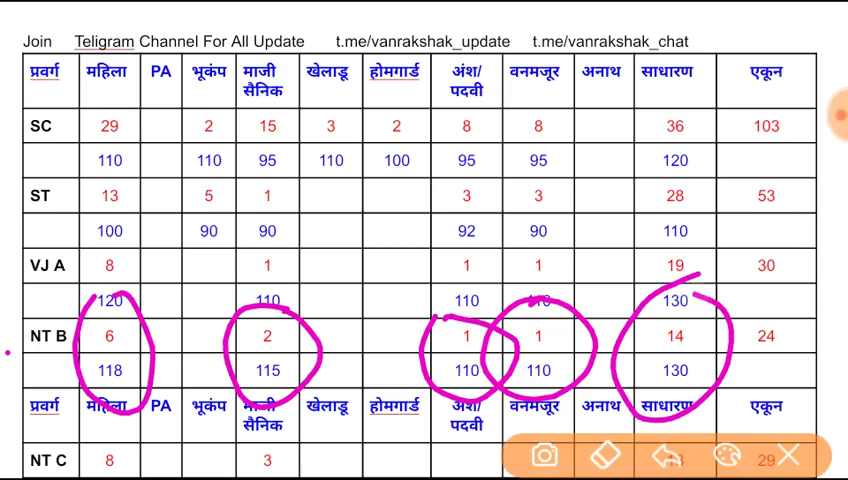 Join Teligram Channel For All Update t.me/vanrakshak_update t.me/vanrakshak_chat
प्रवर्ग महिला PA भूकंप माजी सैनिक खेलाडू होमगार्ड अंश/ पदवी वनमजूर अनाथ साधारण एकून
SC 29 2 15 3 2 8 8 36 103
110 110 95 110 100 95 95 120
ST 13 5 1 3 3 28 53
100 90 90 92 90 110
VJ A 8 1 1 1 19 30
120 110 110 110 130
NT B 6 2 1 1 14 24
118 115 110 110 130
प्रवर्ग महिला PA भूकंप माजी सैनिक खेलाडू होमगार्ड अंश/ पदवी वनमजूर अनाथ साधारण एकून
NT C 8 3 29